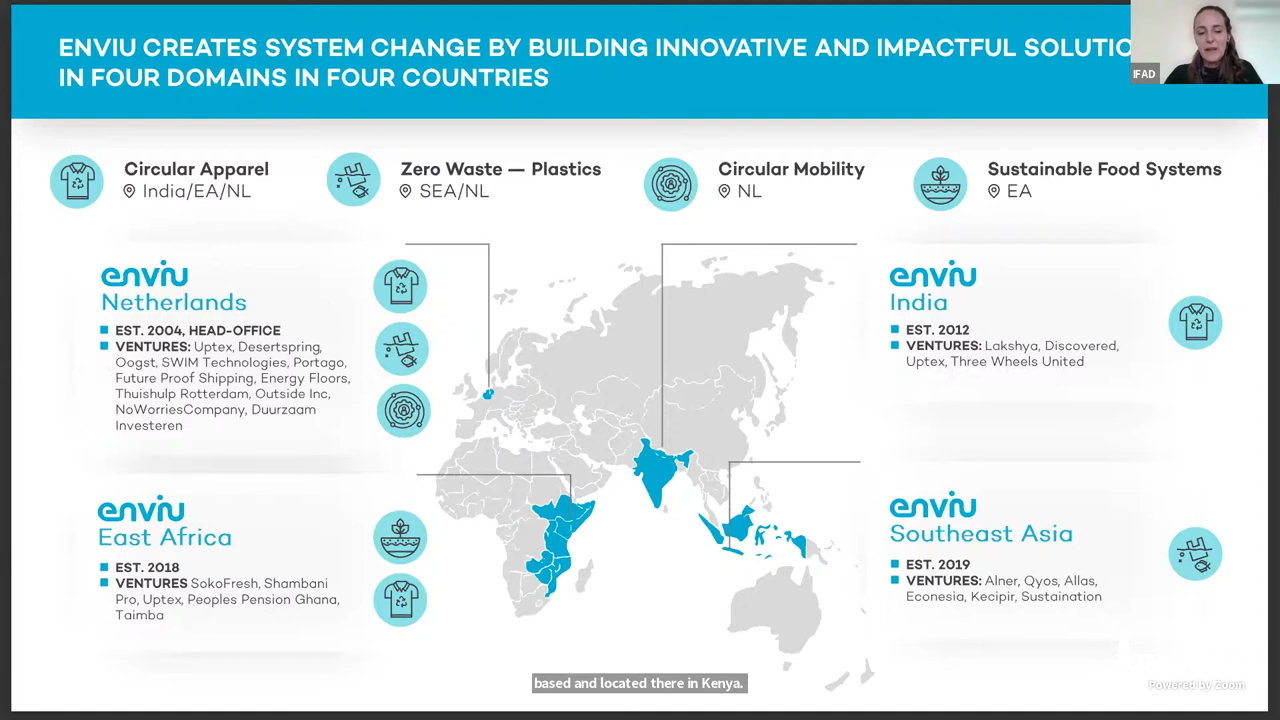 ENVIU CREATES SYSTEM CHANGE BY BUILDING INNOVATIVE AND IMPACTFUL
IN FOUR DOMAINS IN FOUR COUNTRIES
IFAD
Circular Apparel
India/EA/NL
Zero Waste — Plastics
SEA/NL
Circular Mobility
NL
Sustainable Food Systems
EA
enviu
Netherlands
EST. 2004, HEAD-OFFICE
VENTURES: Uptex, Desertspring,
Oogst, SWIM Technologies, Portago,
Future Proof Shipping, Energy Floors,
Thuishulp Rotterdam, Outside Inc,
NoWorriesCompany, Duurzaam
Investeren
enviu
India
EST. 2012
VENTURES: Lakshya, Discovered,
Uptex, Three Wheels United
enviu
East Africa
EST. 2018
VENTURES SokoFresh, Shambani
Pro, Uptex, Peoples Pension Ghana,
Taimba
enviu
Southeast Asia
EST. 2019
VENTURES: Alner, Qyos, Allas,
Econesia, Kecipir, Sustaination
based and located there in Kenya.
Powered by Zoom